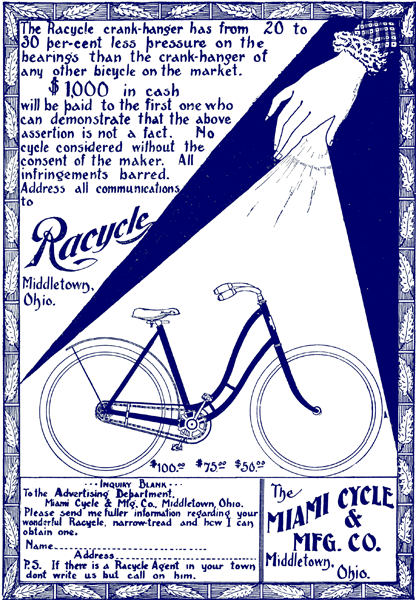 The Racycle crank-hanger has from 20 to
30 per-cent less pressure on the
bearings than the crank-hanger of
any other bicycle on the market.
$1,000 in cash
will be paid to the first one who
can demonstrate that the above
assertion is not a fact. No
cycle considered without the
consent of the maker. All
infringements barred.
Address all communications
to
Racycle
Middletown,
Ohio.
$100.00 $75.00 $50.00
---Inquiry Blank---
To the Advertising Department,
Miami Cycle & Mfg. Co., Middletown, Ohio.
Please send me fuller information regarding your
wonderful Racycle, narrow-tread and how I can
obtain one.
Name
Address
P.S. If there is a Racycle Agent in your town
dont write us but call on him.
The
MIAMI CYCLE
&
MFG. CO.
Middletown,
Ohio.